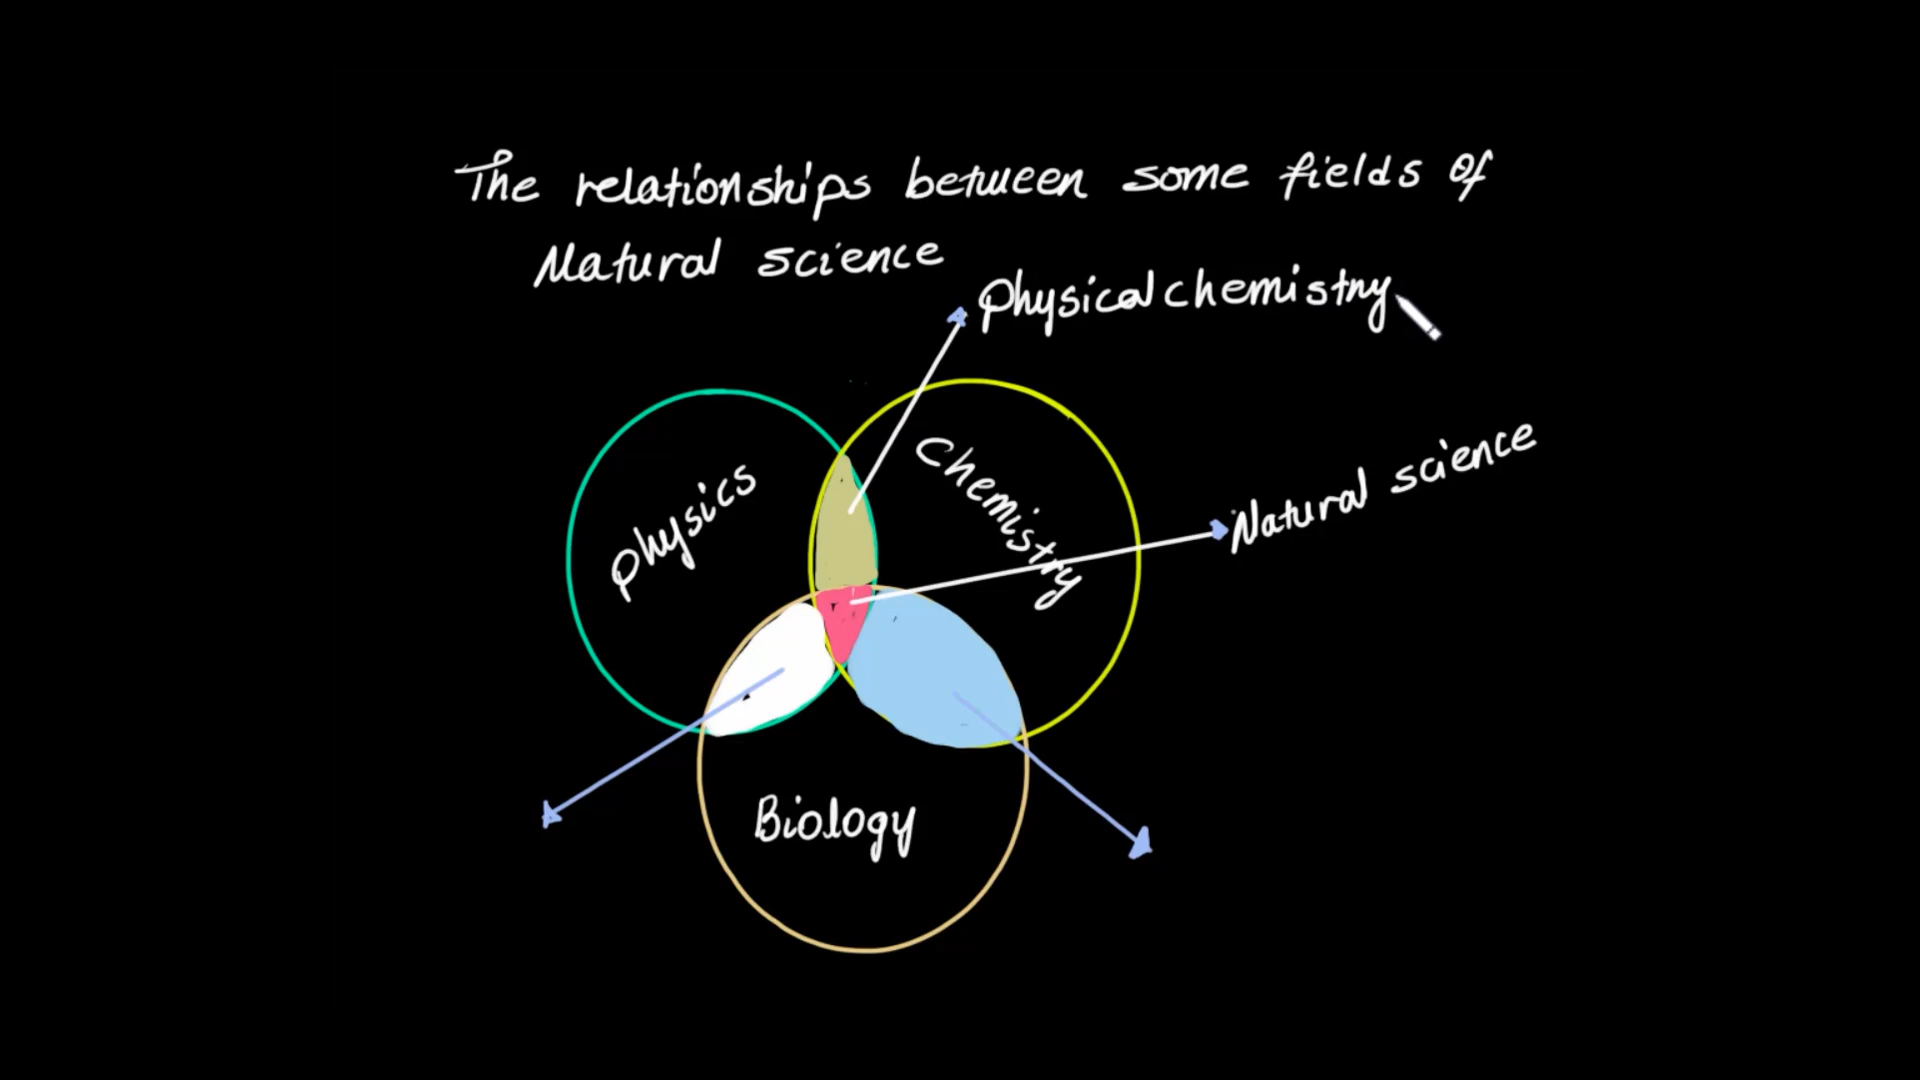 The relationships between some fields of
Natural science
Physical chemistry
Physics
Chemistry
Natural science
Biology